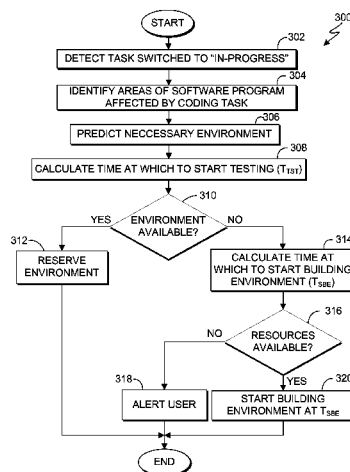 START
300
302
DETECT TASK SWITCHED TO "IN-PROGRESS"
304
IDENTIFY AREAS OF SOFTWARE PROGRAM
AFFECTED BY CODING TASK
306
PREDICT NECCESSARY ENVIRONMENT
308
CALCULATE TIME AT WHICH TO START TESTING (TTST)
310
YES
ENVIRONMENT
AVAILABLE?
NO
312
RESERVE
ENVIRONMENT
314
CALCULATE TIME AT
WHICH TO START BUILDING
ENVIRONMENT (TSBE)
316
NO
RESOURCES
AVAILABLE?
YES
318
ALERT USER
320
START BUILDING
ENVIRONMENT AT TSBE
END